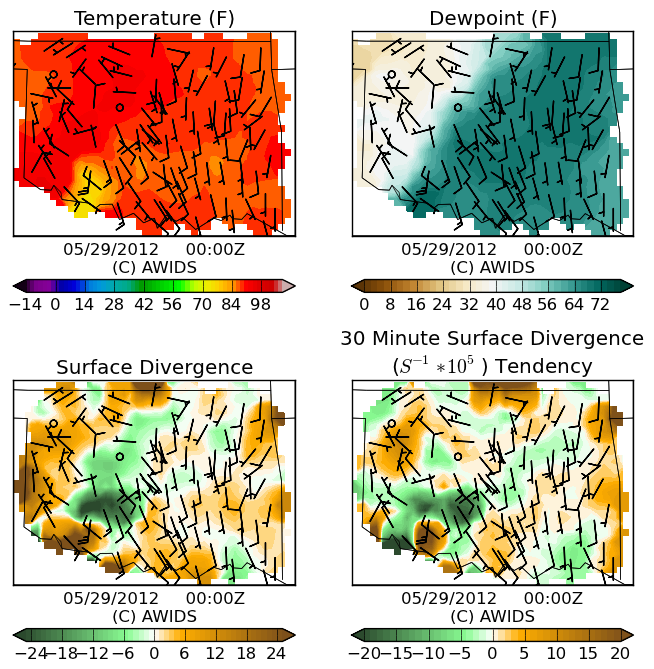 Temperature (F)
Dewpoint (F)
05/29/2012 00:00Z
(C) AWIDS
05/29/2012 00:00Z
(C) AWIDS
−14 0 14 28 42 56 70 84 98
0 8 16 24 32 40 48 56 64 72
Surface Divergence
30 Minute Surface Divergence
(S⁻¹ *10⁵ ) Tendency
05/29/2012 00:00Z
(C) AWIDS
05/29/2012 00:00Z
(C) AWIDS
−24 −18 −12 −6 0 6 12 18 24
−20 −15 −10 −5 0 5 10 15 20